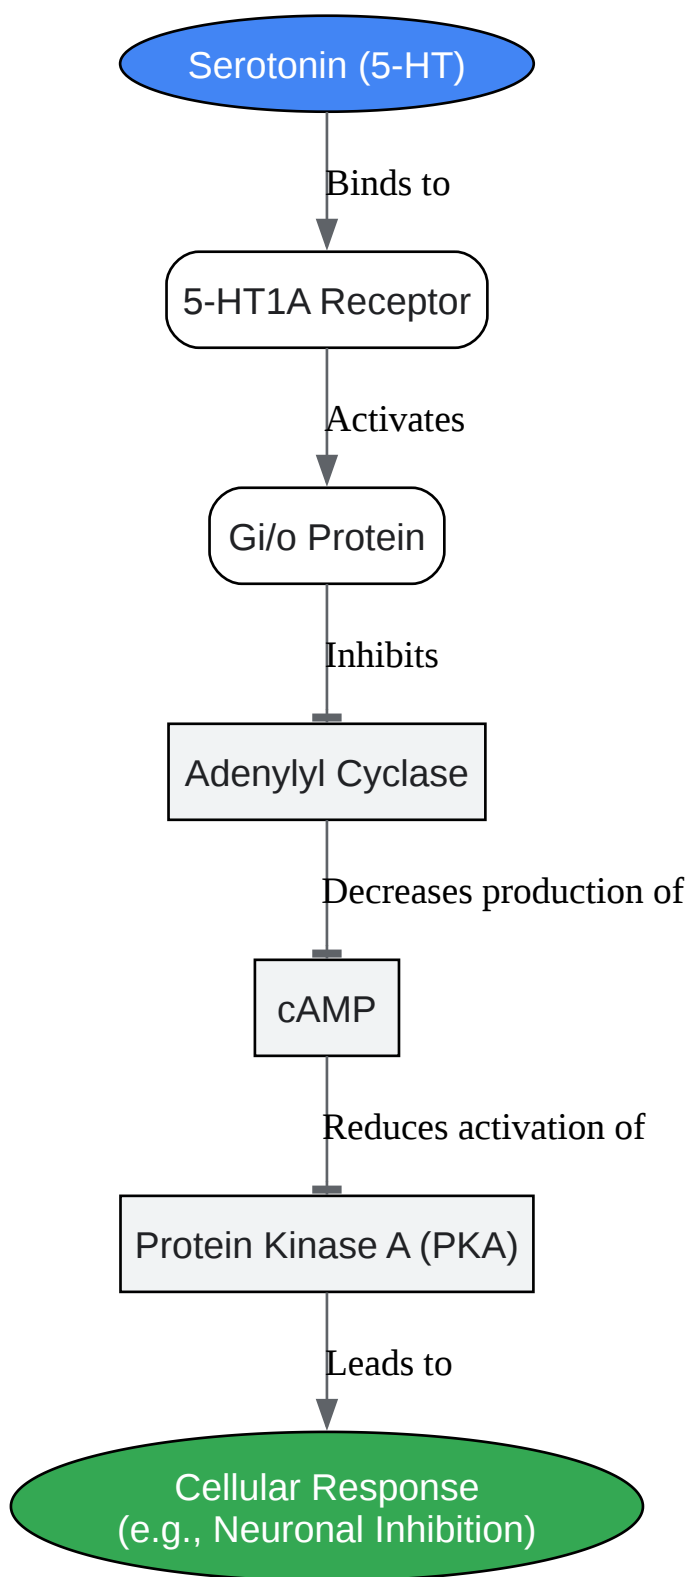 Serotonin (5-HT)
Binds to
5-HT1A Receptor
Activates
Gi/o Protein
Inhibits
Adenylyl Cyclase
Decreases production of
cAMP
Reduces activation of
Protein Kinase A (PKA)
Leads to
Cellular Response
(e.g., Neuronal Inhibition)